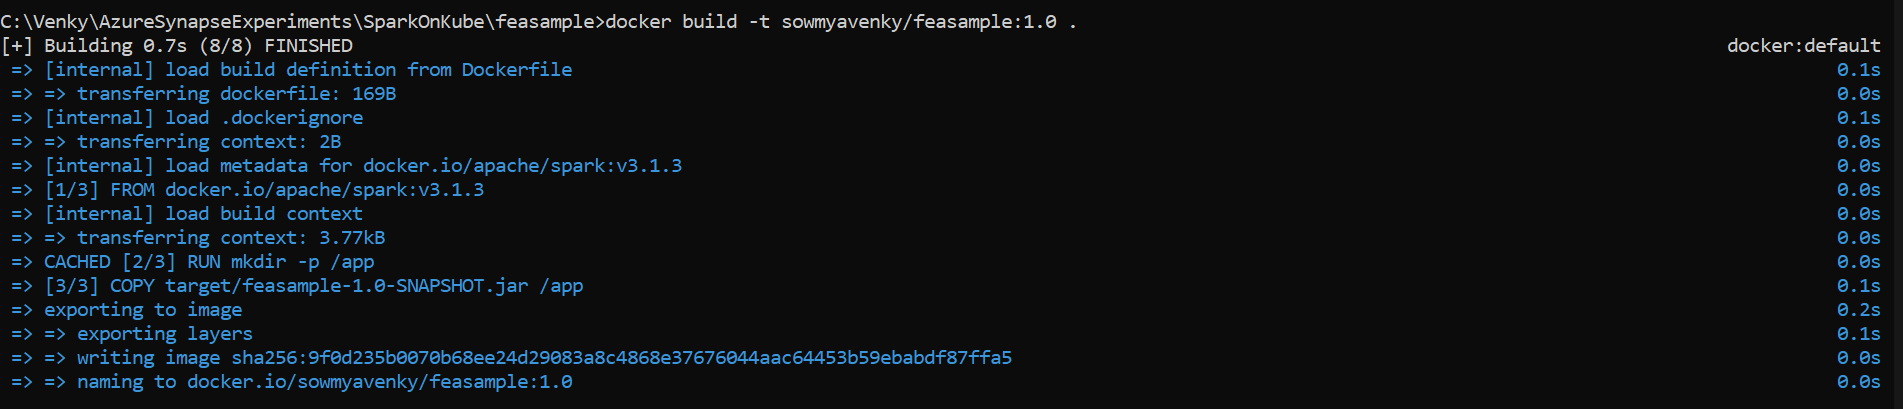 C:\Venky\AzureSynapseExperiments\SparkOnKube\feasample>docker build -t sowmyavenky/feasample:1.0 .
[+] Building 0.7s (8/8) FINISHED docker:default
=> [internal] load build definition from Dockerfile 0.1s
=> => transferring dockerfile: 169B 0.0s
=> [internal] load .dockerignore 0.1s
=> => transferring context: 2B 0.0s
=> [internal] load metadata for docker.io/apache/spark:v3.1.3 0.0s
=> [1/3] FROM docker.io/apache/spark:v3.1.3 0.0s
=> [internal] load build context 0.0s
=> => transferring context: 3.77kB 0.0s
=> CACHED [2/3] RUN mkdir -p /app 0.0s
=> [3/3] COPY target/feasample-1.0-SNAPSHOT.jar /app 0.1s
=> exporting to image 0.2s
=> => exporting layers 0.1s
=> => writing image sha256:9f0d235b0070b68ee24d29083a8c4868e37676044aac64453b59ebabdf87ffa5 0.0s
=> => naming to docker.io/sowmyavenky/feasample:1.0 0.0s